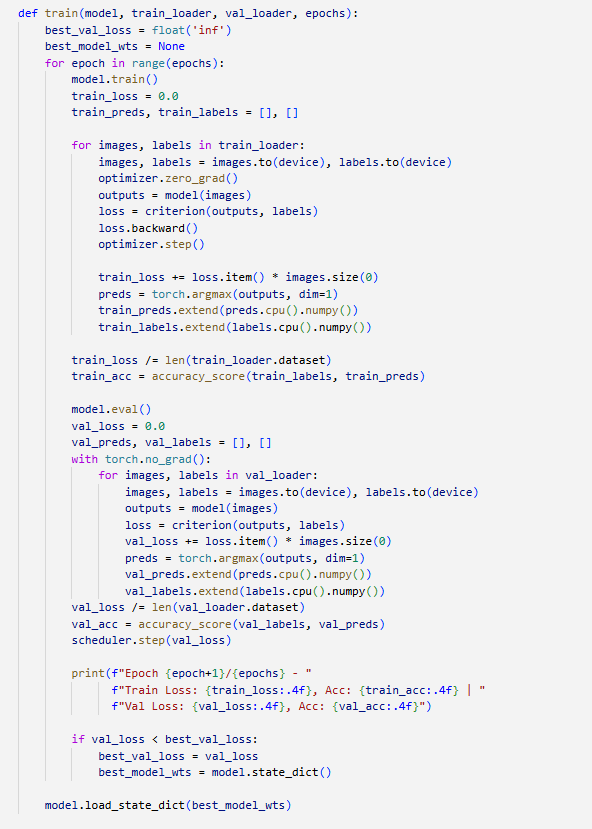 def train(model, train_loader, val_loader, epochs):
    best_val_loss = float('inf')
    best_model_wts = None
    for epoch in range(epochs):
        model.train()
        train_loss = 0.0
        train_preds, train_labels = [], []

        for images, labels in train_loader:
            images, labels = images.to(device), labels.to(device)
            optimizer.zero_grad()
            outputs = model(images)
            loss = criterion(outputs, labels)
            loss.backward()
            optimizer.step()

            train_loss += loss.item() * images.size(0)
            preds = torch.argmax(outputs, dim=1)
            train_preds.extend(preds.cpu().numpy())
            train_labels.extend(labels.cpu().numpy())

        train_loss /= len(train_loader.dataset)
        train_acc = accuracy_score(train_labels, train_preds)

        model.eval()
        val_loss = 0.0
        val_preds, val_labels = [], []
        with torch.no_grad():
            for images, labels in val_loader:
                images, labels = images.to(device), labels.to(device)
                outputs = model(images)
                loss = criterion(outputs, labels)
                val_loss += loss.item() * images.size(0)
                preds = torch.argmax(outputs, dim=1)
                val_preds.extend(preds.cpu().numpy())
                val_labels.extend(labels.cpu().numpy())
        val_loss /= len(val_loader.dataset)
        val_acc = accuracy_score(val_labels, val_preds)
        scheduler.step(val_loss)

        print(f"Epoch {epoch+1}/{epochs} - "
              f"Train Loss: {train_loss:.4f}, Acc: {train_acc:.4f} | "
              f"Val Loss: {val_loss:.4f}, Acc: {val_acc:.4f}")

        if val_loss < best_val_loss:
            best_val_loss = val_loss
            best_model_wts = model.state_dict()

    model.load_state_dict(best_model_wts)